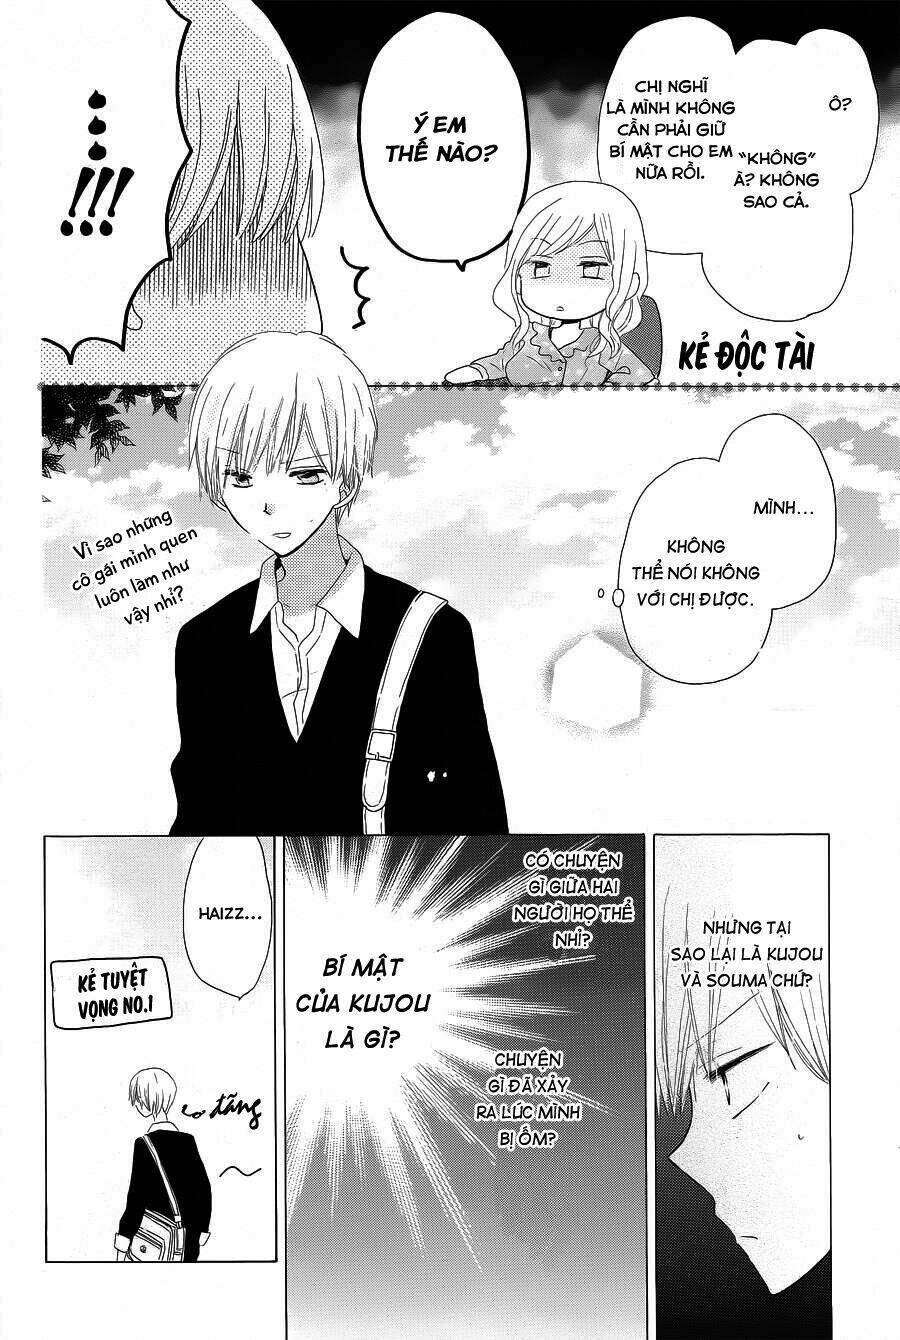 Ô?
“KHÔNG”
À? KHÔNG
SAO CẢ.
CHỊ NGHĨ
LÀ MÌNH KHÔNG
CẦN PHẢI GIỮ
BÍ MẬT CHO EM
NỮA RỒI.
KẺ ĐỘC TÀI
Ý EM
THẾ NÀO?
...!!!
MÌNH...
KHÔNG
THỂ NÓI KHÔNG
VỚI CHỊ ĐƯỢC.
Vì sao những
cô gái mình quen
luôn làm như
vậy nhỉ?
NHƯNG TẠI
SAO LẠI LÀ KUJOU
VÀ SOUMA CHỨ?
CÓ CHUYỆN
GÌ GIỮA HAI
NGƯỜI HỌ THẾ
NHỈ?
BÍ MẬT
CỦA KUJOU
LÀ GÌ?
CHUYỆN
GÌ ĐÃ XẢY
RA LÚC MÌNH
BỊ ỐM?
HAIZZ...
KẺ TUYỆT
VỌNG NO.1
đãng